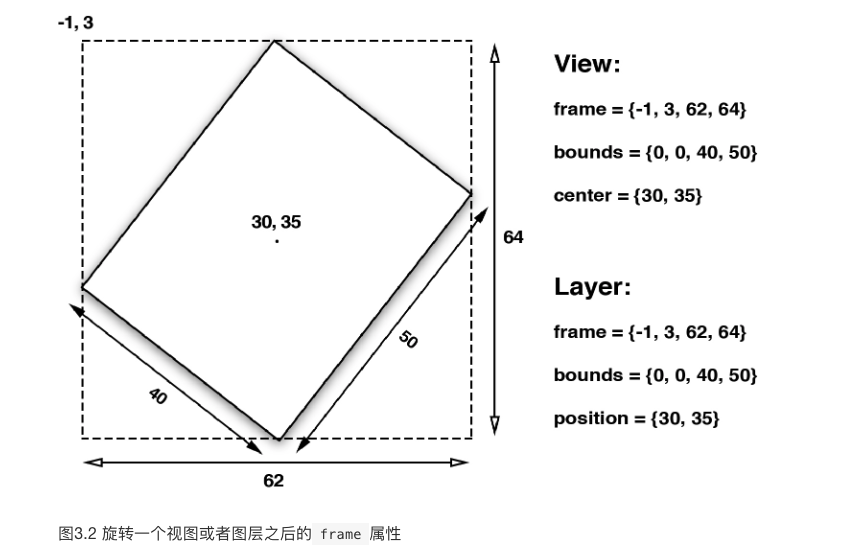 -1, 3
30, 35
40
50
62
64
View:
frame = {-1, 3, 62, 64}
bounds = {0, 0, 40, 50}
center = {30, 35}
Layer:
frame = {-1, 3, 62, 64}
bounds = {0, 0, 40, 50}
position = {30, 35}
图3.2 旋转一个视图或者图层之后的 frame 属性